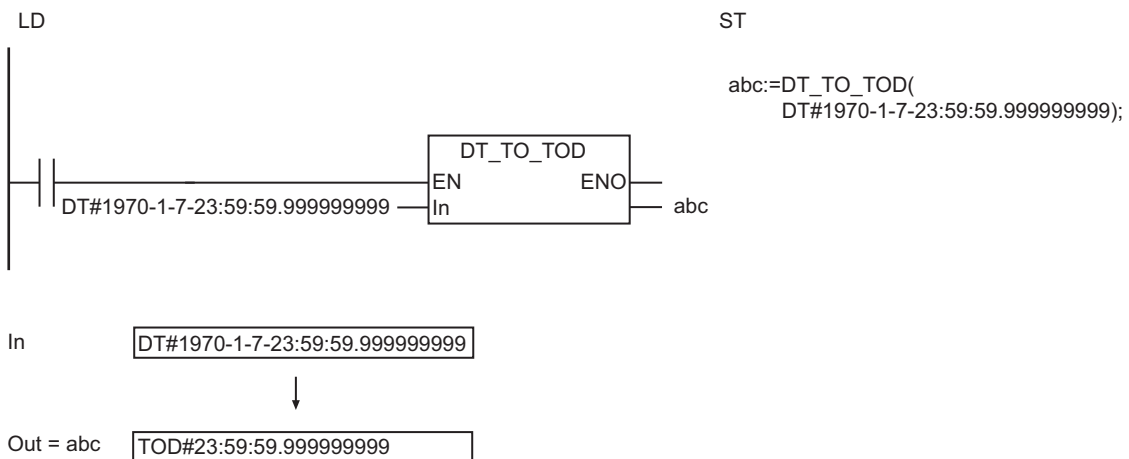 LD
ST
abc:=DT_TO_TOD(
DT#1970-1-7-23:59:59.999999999);
DT_TO_TOD
EN ENO
DT#1970-1-7-23:59:59.999999999 In abc
In DT#1970-1-7-23:59:59.999999999
Out = abc TOD#23:59:59.999999999